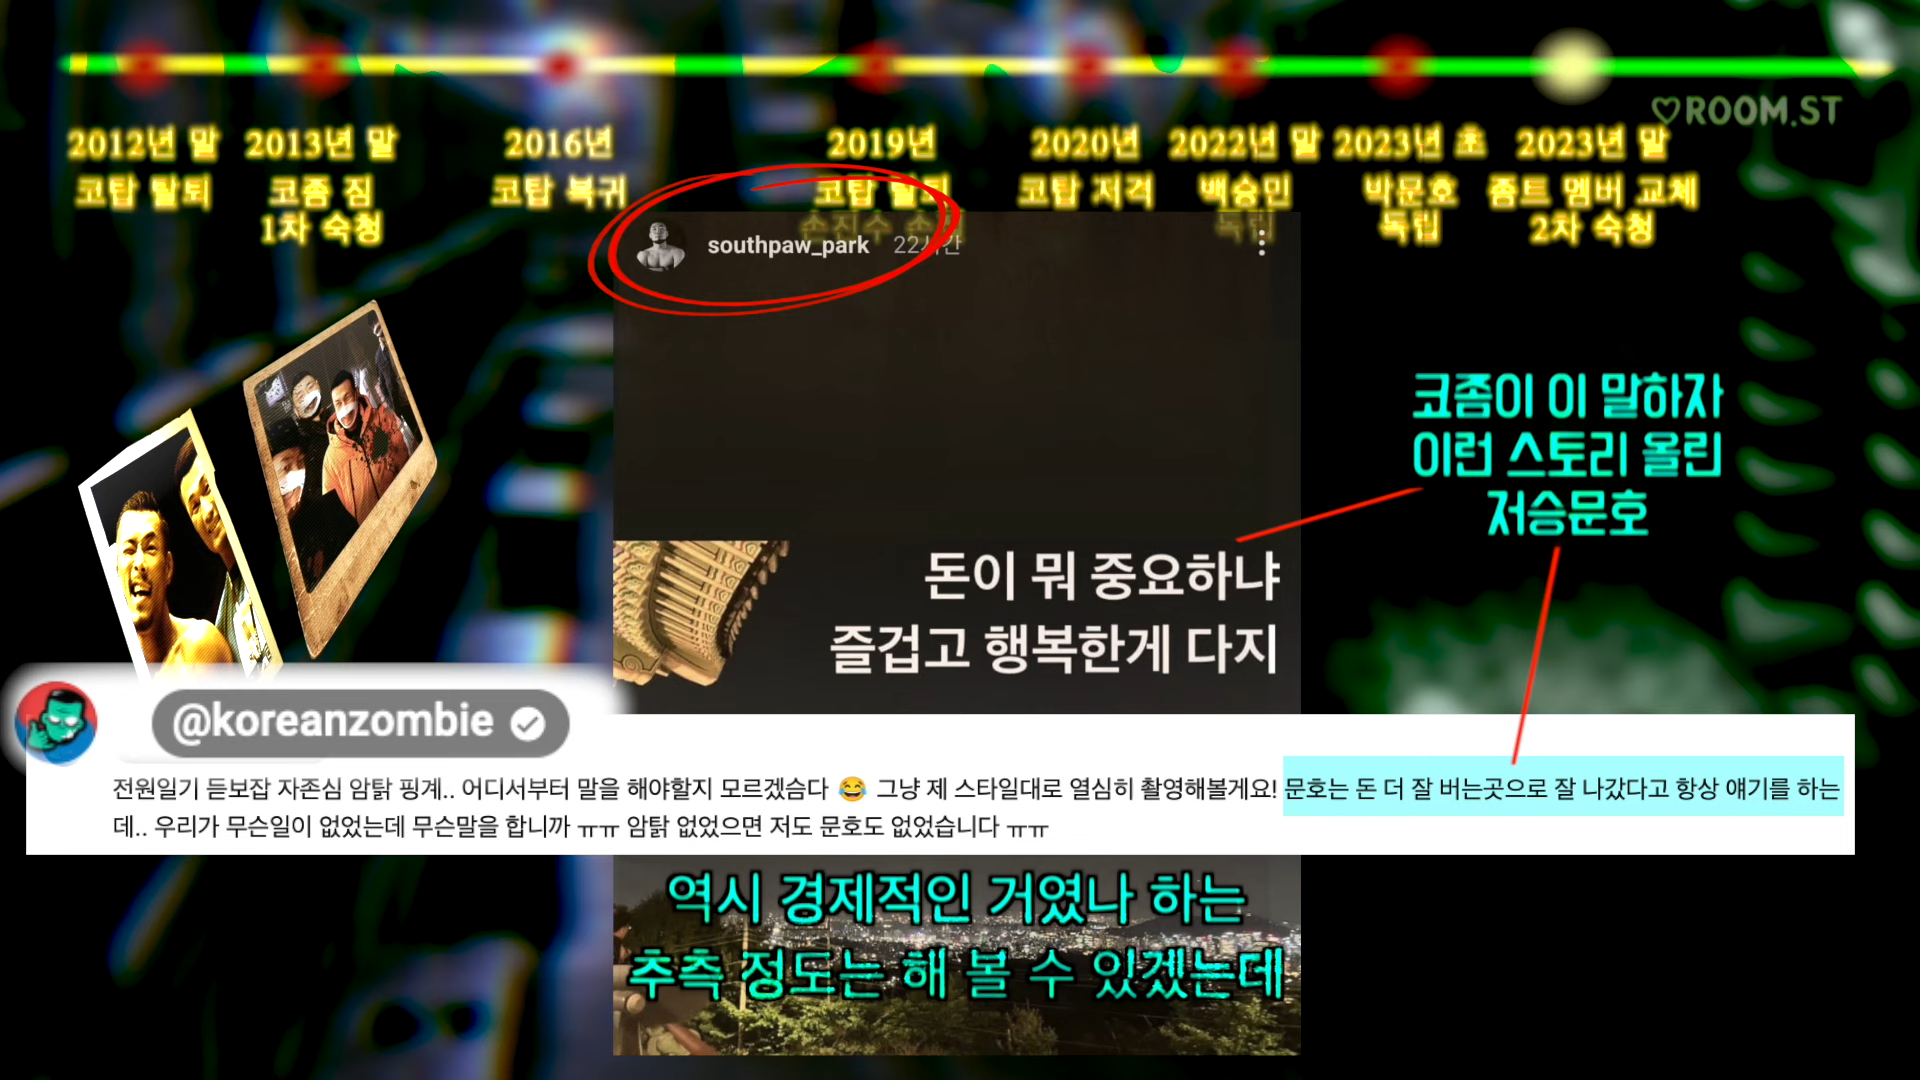 ♡ROOM.ST
2012년 말
코탑 탈퇴
2013년 말
코좀 짐
1차 숙청
2016년
코탑 복귀
2019년
코탑 탈퇴
손진수
2020년
코탑 저격
2022년 말
백승민
독립
2023년 초
박문호
독립
2023년 말
좀트 멤버 교체
2차 숙청
southpaw_park 22시간
코좀이 이 말하자
이런 스토리 올린
저승문호
돈이 뭐 중요하냐
즐겁고 행복한게 다지
@koreanzombie
전원일기 듣보잡 자존심 암탉 핑계.. 어디서부터 말을 해야할지 모르겠슴다 😂 그냥 제 스타일대로 열심히 촬영해볼게요! 문호는 돈 더 잘 버는곳으로 잘 나갔다고 항상 얘기를 하는
데.. 우리가 무슨일이 없었는데 무슨말을 합니까 ㅠㅠ 암탉 없었으면 저도 문호도 없었습니다 ㅠㅠ
역시 경제적인 거였나 하는
추측 정도는 해 볼 수 있겠는데